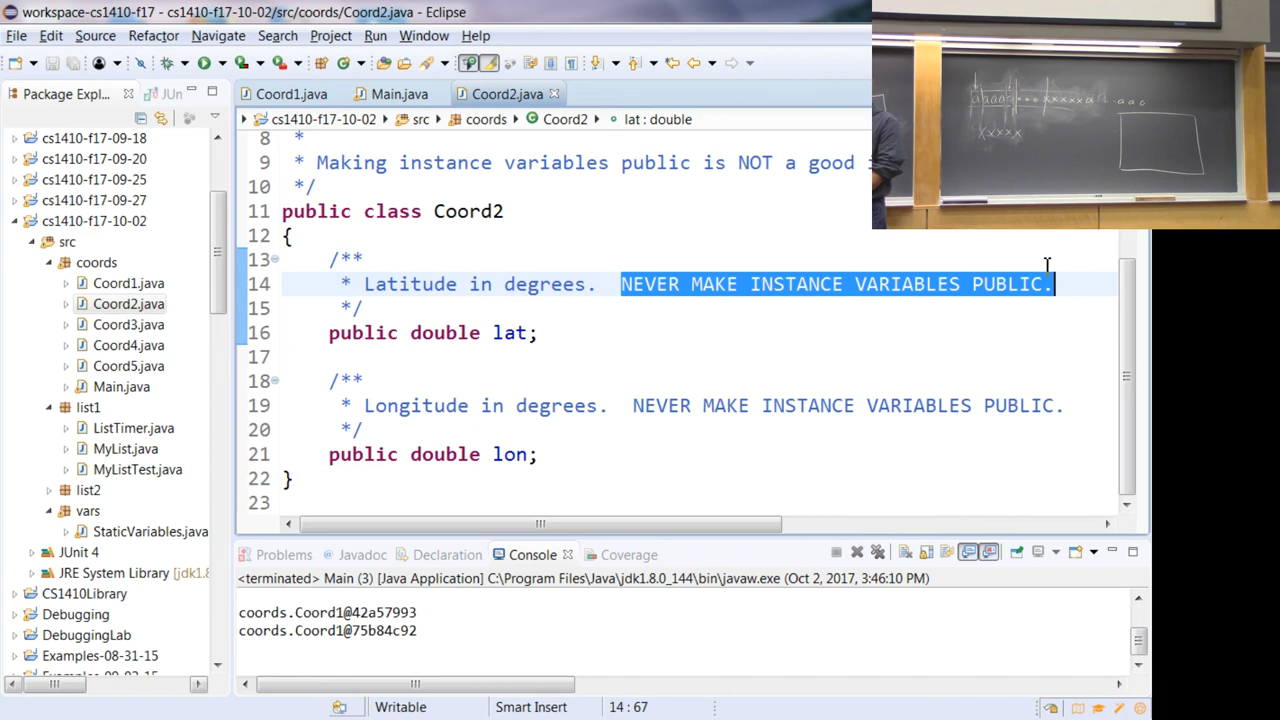 workspace-cs1410-f17 - cs1410-f17-10-02/src/coords/Coord2.java - Eclipse
File Edit Source Refactor Navigate Search Project Run Window Help
Package Expl...
JUn
Coord1.java
Main.java
Coord2.java
cs1410-f17-10-02
src
coords
Coord2
lat : double
cs1410-f17-09-18
cs1410-f17-09-20
cs1410-f17-09-25
cs1410-f17-09-27
cs1410-f17-10-02
src
coords
Coord1.java
Coord2.java
Coord3.java
Coord4.java
Coord5.java
Main.java
list1
ListTimer.java
MyList.java
MyListTest.java
list2
vars
StaticVariables.java
JUnit 4
JRE System Library [jdk1.8
CS1410Library
Debugging
DebuggingLab
Examples-08-31-15
8 *
9 * Making instance variables public is NOT a good
10 */
11 public class Coord2
12 {
13 /**
14 * Latitude in degrees. NEVER MAKE INSTANCE VARIABLES PUBLIC.
15 */
16 public double lat;
17
18 /**
19 * Longitude in degrees. NEVER MAKE INSTANCE VARIABLES PUBLIC.
20 */
21 public double lon;
22 }
23
Problems
Javadoc
Declaration
Console
Coverage
<terminated> Main (3) [Java Application] C:\Program Files\Java\jdk1.8.0_144\bin\javaw.exe (Oct 2, 2017, 3:46:10 PM)
coords.Coord1@42a57993
coords.Coord1@75b84c92
Writable
Smart Insert
14 : 67